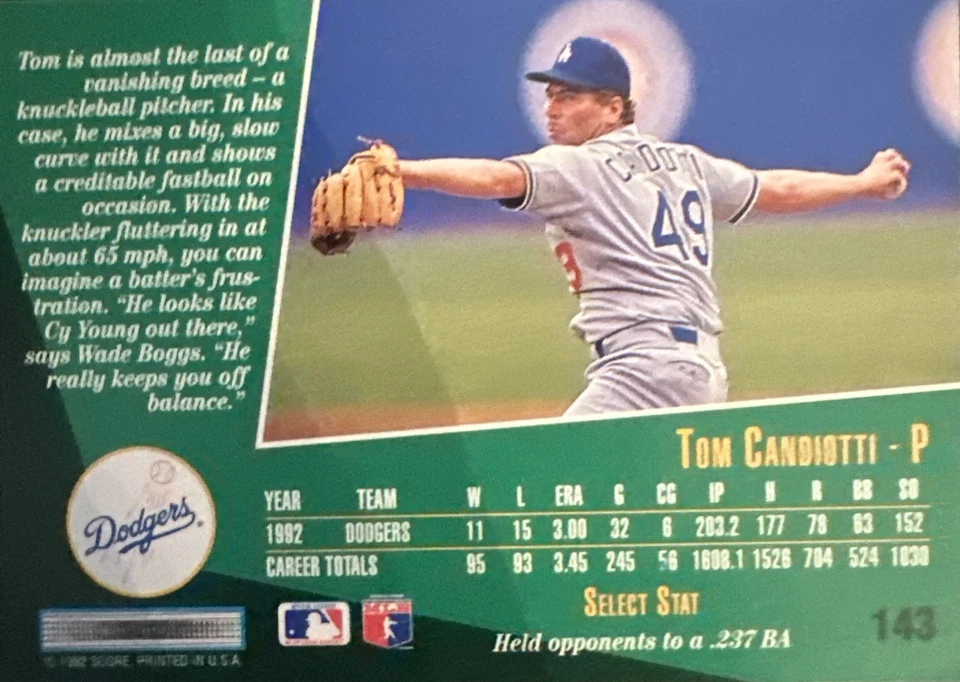 Tom is almost the last of a
vanishing breed – a
knuckleball pitcher. In his
case, he mixes a big, slow
curve with it and shows
a creditable fastball on
occasion. With the
knuckler fluttering in at
about 65 mph, you can
imagine a batter's frus-
tration. "He looks like
Cy Young out there,"
says Wade Boggs. "He
really keeps you off
balance."
LA
49
TOM CANDIOTTI - P
YEAR TEAM W L ERA G CG IP H R BB SO
1992 DODGERS 11 15 3.00 32 6 203.2 177 78 63 152
CAREER TOTALS 95 93 3.45 245 56 1608.1 1526 704 524 1030
SELECT STAT
Held opponents to a .237 BA
143
Dodgers
© 1992 SCORE, PRINTED IN U.S.A.